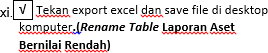 xi. √ Tekan export excel dan save file di desktop
komputer.(Rename Table Laporan Aset
Bernilai Rendah)